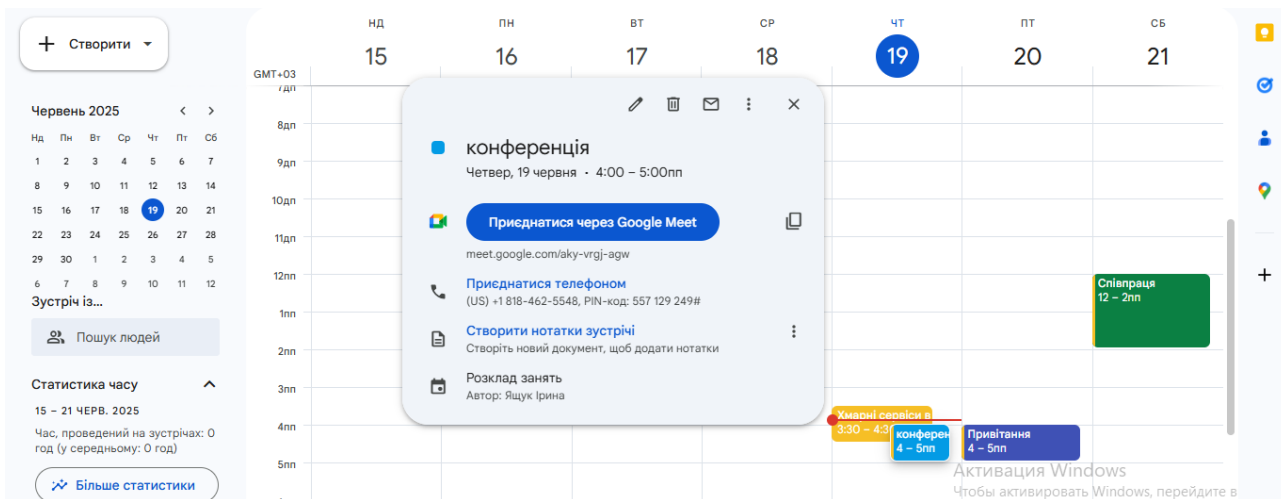 Створити
Червень 2025
Нд Пн Вт Ср Чт Пт Сб
1 2 3 4 5 6 7
8 9 10 11 12 13 14
15 16 17 18 19 20 21
22 23 24 25 26 27 28
29 30 1 2 3 4 5
6 7 8 9 10 11 12
Зустріч із...
Пошук людей
Статистика часу
15 – 21 ЧЕРВ. 2025
Час, проведений на зустрічах: 0
год (у середньому: 0 год)
Більше статистики
НД ПН ВТ СР ЧТ ПТ СБ
15 16 17 18 19 20 21
GMT+03
7дп
8дп
9дп
10дп
11дп
12пп
1пп
2пп
3пп
4пп
5пп
конференція
Четвер, 19 червня • 4:00 – 5:00пп
Приєднатися через Google Meet
meet.google.com/aky-vrgj-agw
Приєднатися телефоном
(US) +1 818-462-5548, PIN-код: 557 129 249#
Створити нотатки зустрічі
Створіть новий документ, щоб додати нотатки
Розклад занять
Автор: Ящук Ірина
Співпраця
12 – 2пп
Хмарні сервіси в
3:30 – 4:3
конферен
4 – 5пп
Привітання
4 – 5пп
Активация Windows
Чтобы активировать Windows, перейдите в